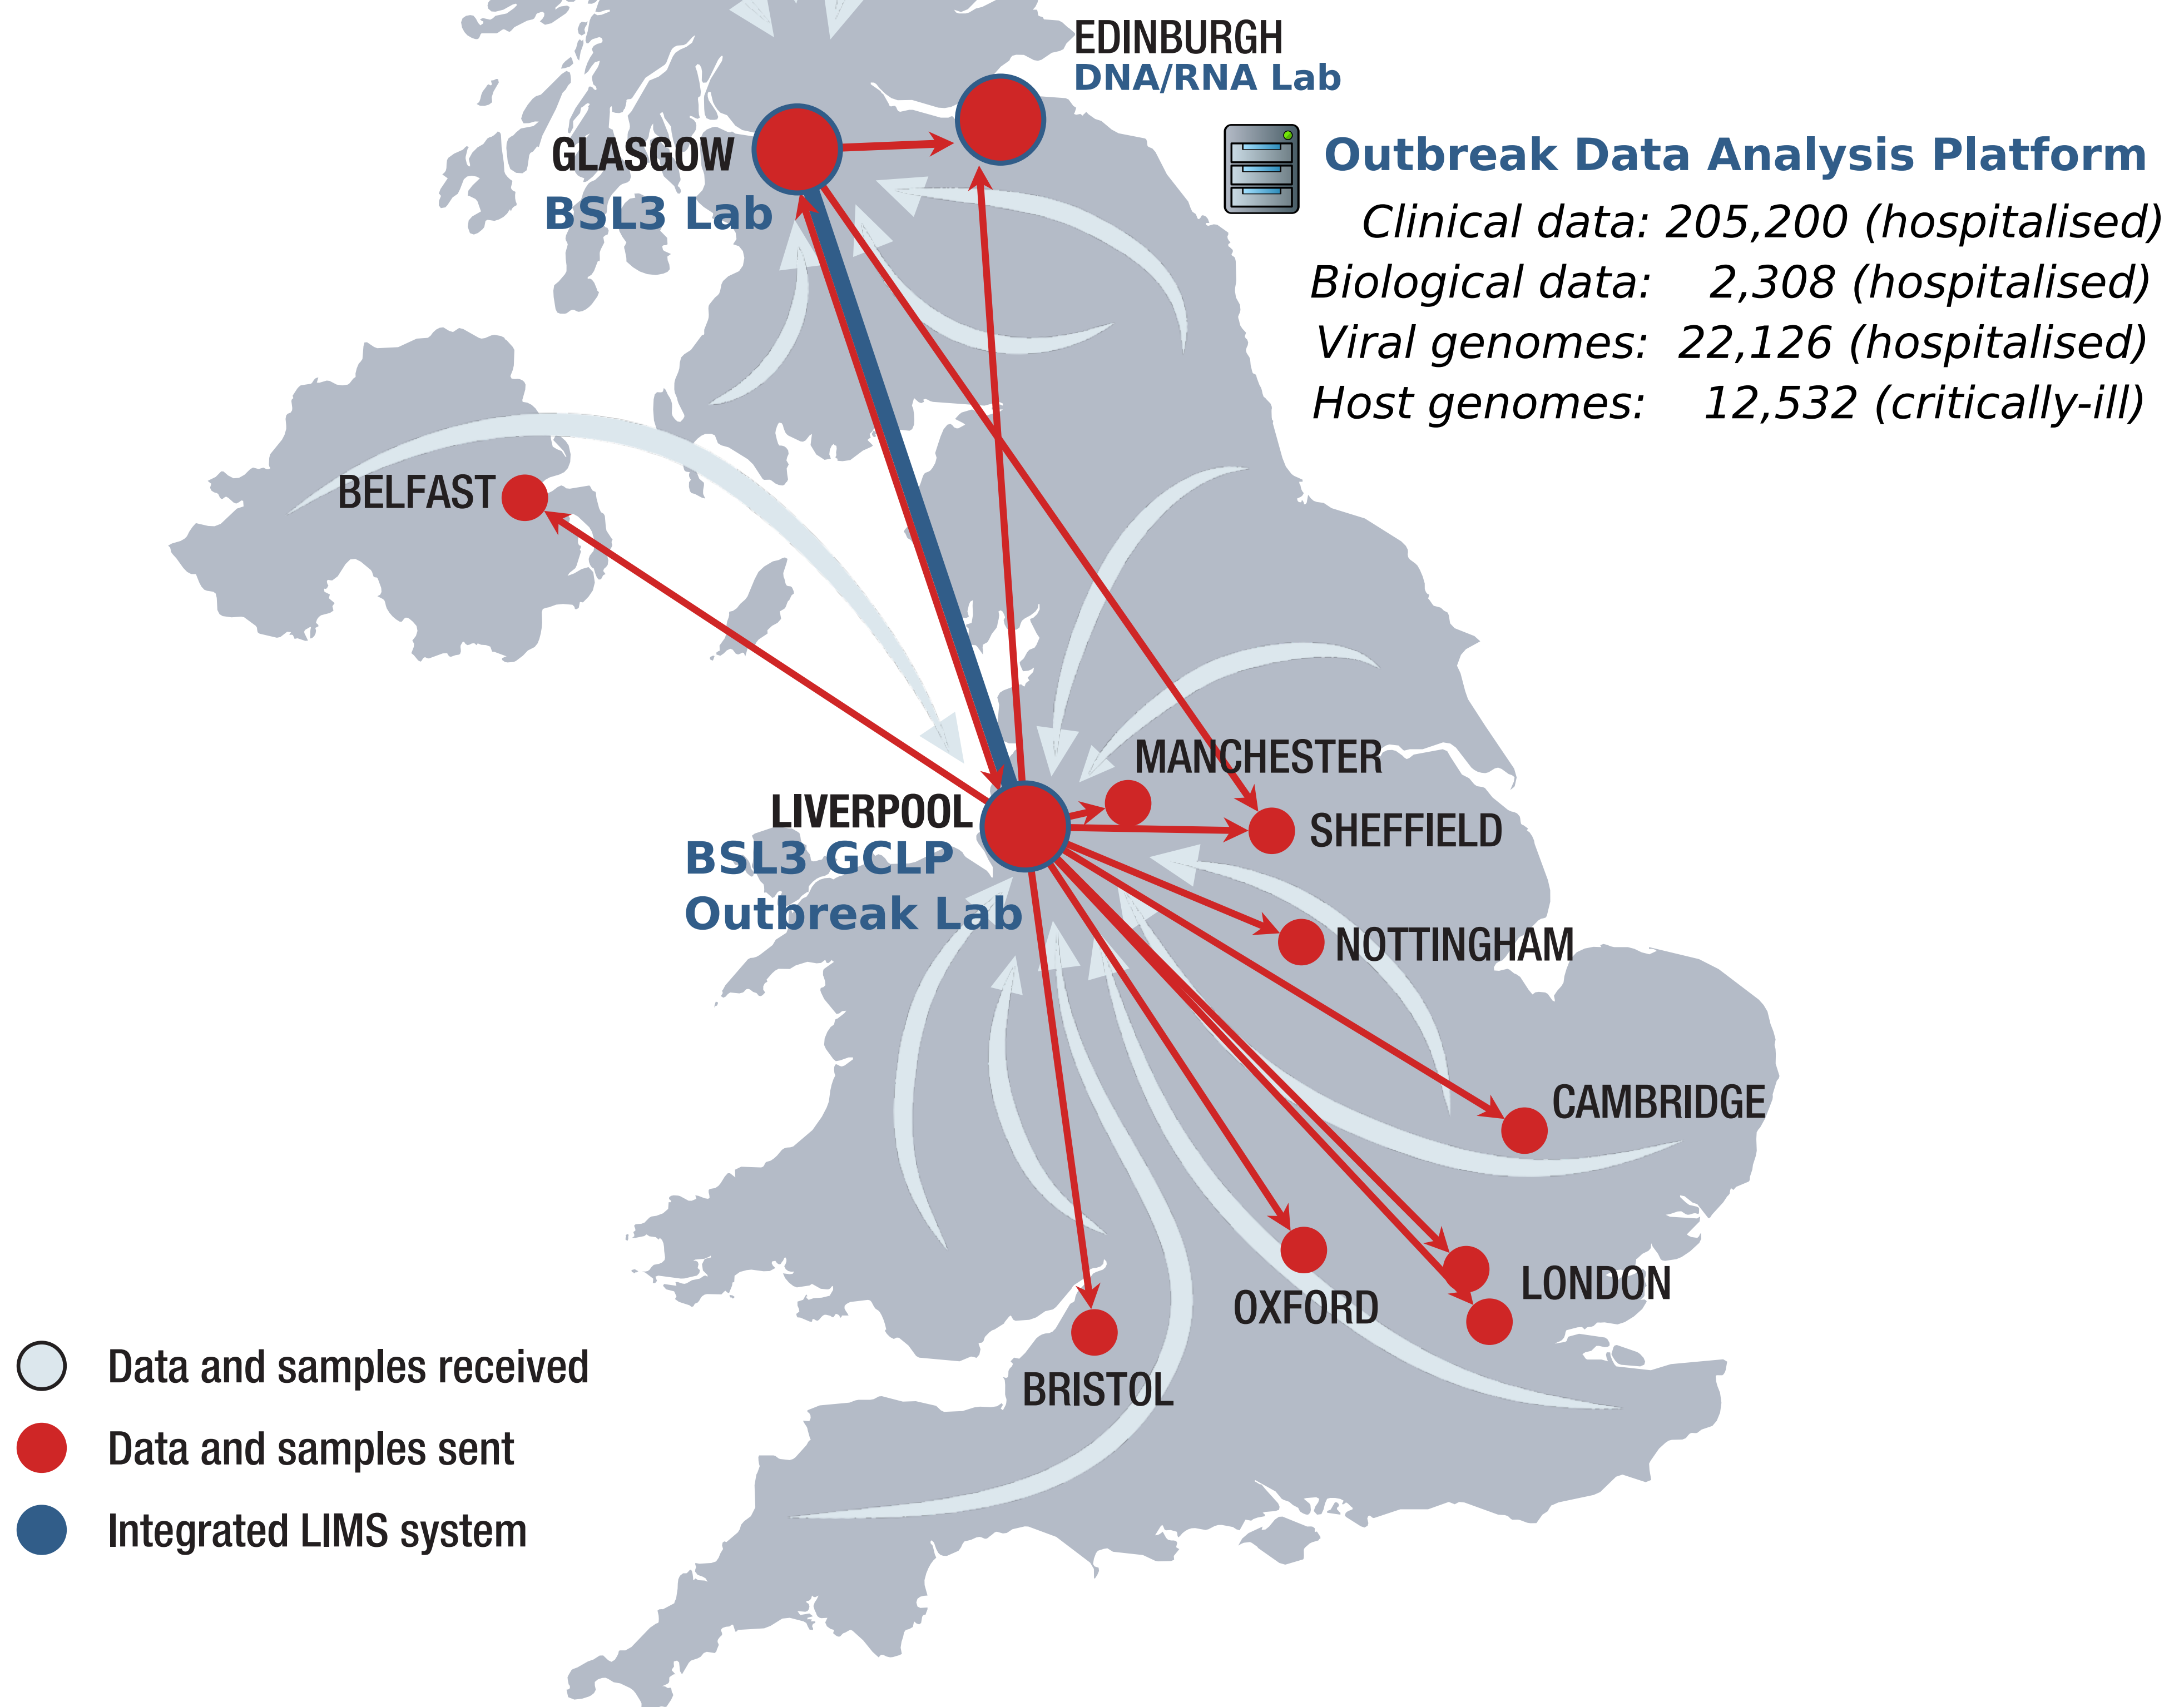 EDINBURGH
DNA/RNA Lab
GLASGOW
BSL3 Lab
Outbreak Data Analysis Platform
Clinical data: 205,200 (hospitalised)
Biological data: 2,308 (hospitalised)
Viral genomes: 22,126 (hospitalised)
Host genomes: 12,532 (critically-ill)
BELFAST
MANCHESTER
LIVERPOOL
BSL3 GCLP
Outbreak Lab
SHEFFIELD
NOTTINGHAM
CAMBRIDGE
LONDON
OXFORD
BRISTOL
Data and samples received
Data and samples sent
Integrated LIMS system